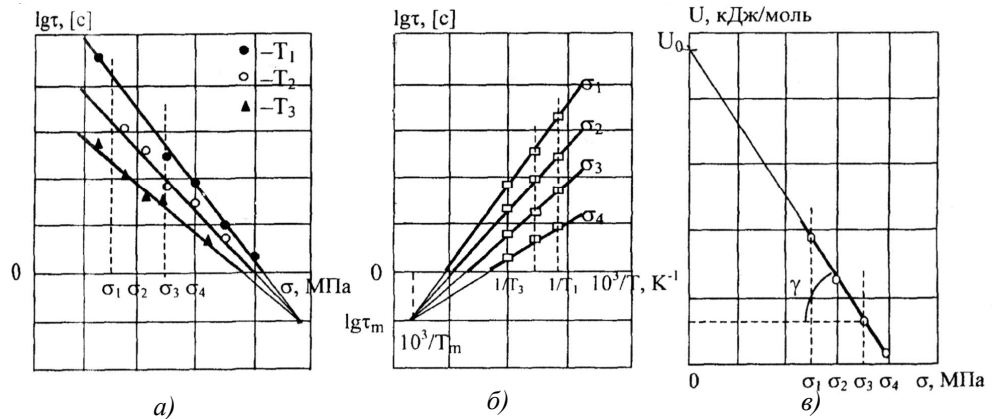 lgτ, [c]
● –T₁
○ –T₂
▲ –T₃
0
σ₁ σ₂ σ₃ σ₄ σ, МПа
а)
lgτ, [c]
σ₁
σ₂
σ₃
σ₄
0
1/T₃ 1/T₁ 10³/T, K⁻¹
lgτₘ
10³/Tₘ
б)
U, кДж/моль
U₀
γ
0 σ₁ σ₂ σ₃ σ₄ σ, МПа
в)